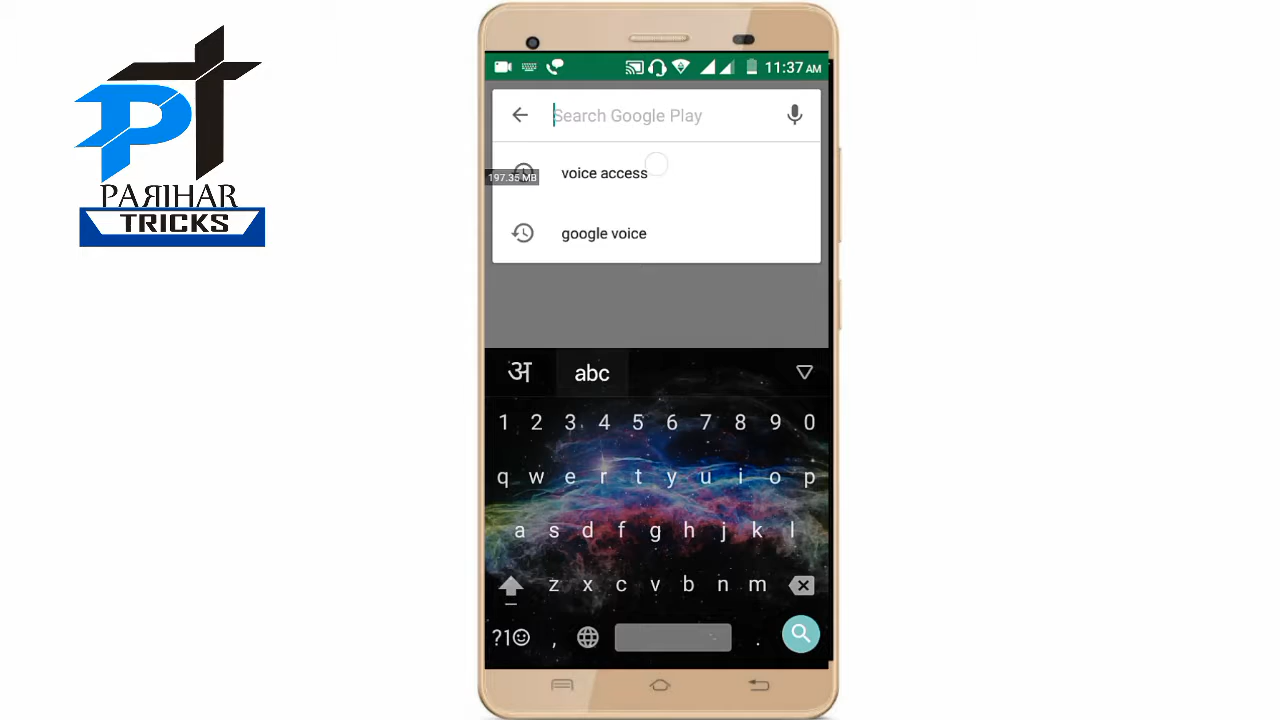 PARIHAR
TRICKS
11:37 AM
Search Google Play
voice access
197.35 MB
google voice
अ abc
1 2 3 4 5 6 7 8 9 0
q w e r t y u i o p
a s d f g h j k l
z x c v b n m
?1☺ , .